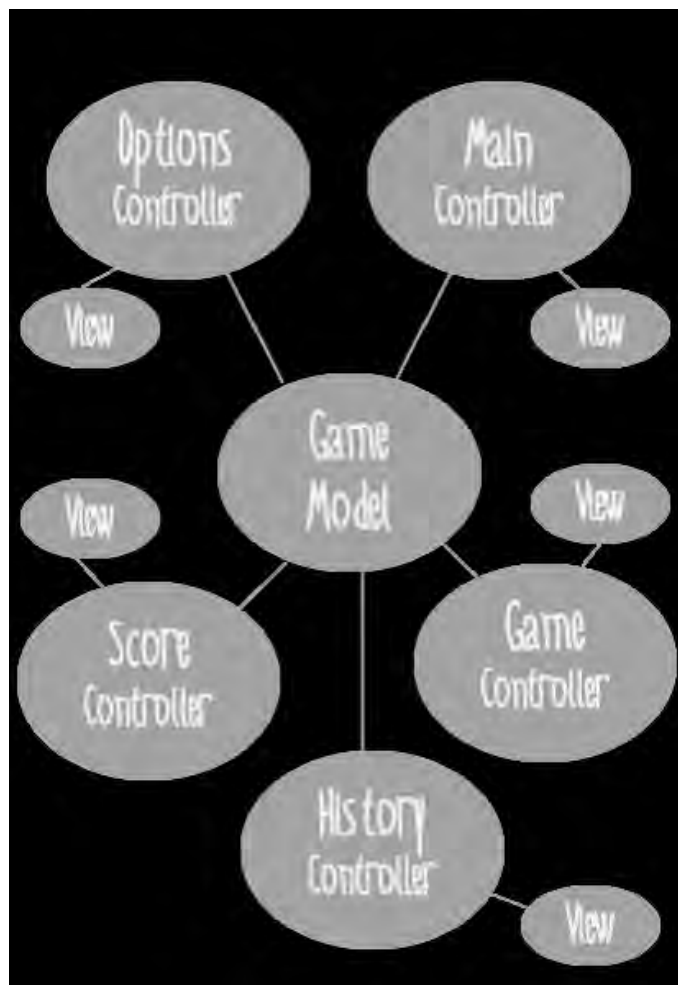 Options
Controller
Main
Controller
View
View
Game
Model
View
View
Score
Controller
Game
Controller
History
Controller
View